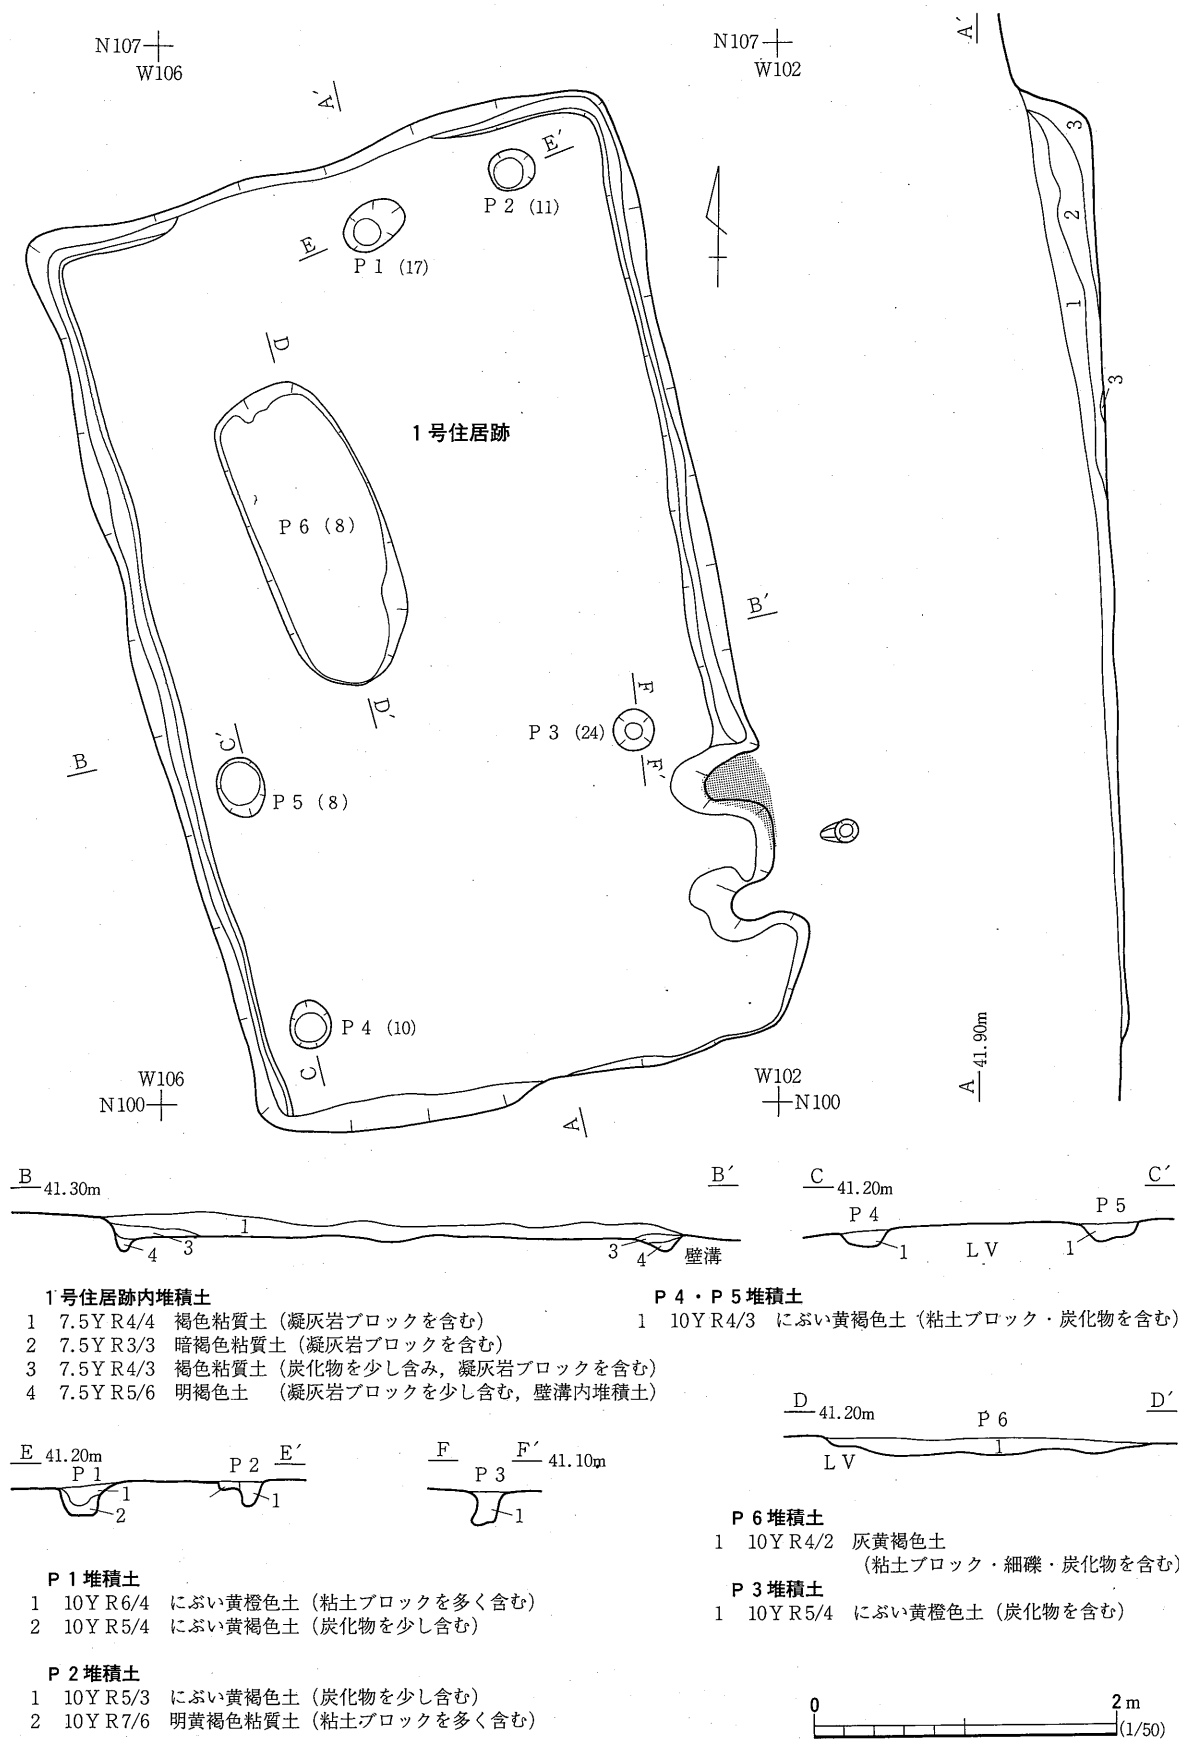 N107
W106
N107
W102
A′
A′
E′
P 2 (11)
E
P 1 (17)
3
2
1
3
D
1号住居跡
P 6 (8)
B′
D′
F
P 3 (24)
F′
B
C′
P 5 (8)
P 4 (10)
C
A
A 41.90m
W106
N100
W102
N100
B 41.30m
B′
1
3
4
3
4
壁溝
C 41.20m
C′
P 4
P 5
1
LV
1
1号住居跡内堆積土
1 7.5YR4/4 褐色粘質土（凝灰岩ブロックを含む）
2 7.5YR3/3 暗褐色粘質土（凝灰岩ブロックを含む）
3 7.5YR4/3 褐色粘質土（炭化物を少し含み，凝灰岩ブロックを含む）
4 7.5YR5/6 明褐色土 （凝灰岩ブロックを少し含む，壁溝内堆積土）
P 4・P 5堆積土
1 10YR4/3 にぶい黄褐色土（粘土ブロック・炭化物を含む）
D 41.20m
D′
P 6
1
LV
E 41.20m
E′
P 1
P 2
1
2
1
F
F′ 41.10m
P 3
1
P 6堆積土
1 10YR4/2 灰黄褐色土
（粘土ブロック・細礫・炭化物を含む）
P 3堆積土
1 10YR5/4 にぶい黄橙色土（炭化物を含む）
P 1堆積土
1 10YR6/4 にぶい黄橙色土（粘土ブロックを多く含む）
2 10YR5/4 にぶい黄褐色土（炭化物を少し含む）
P 2堆積土
1 10YR5/3 にぶい黄褐色土（炭化物を少し含む）
2 10YR7/6 明黄褐色粘質土（粘土ブロックを多く含む）
0
2 m
(1/50)